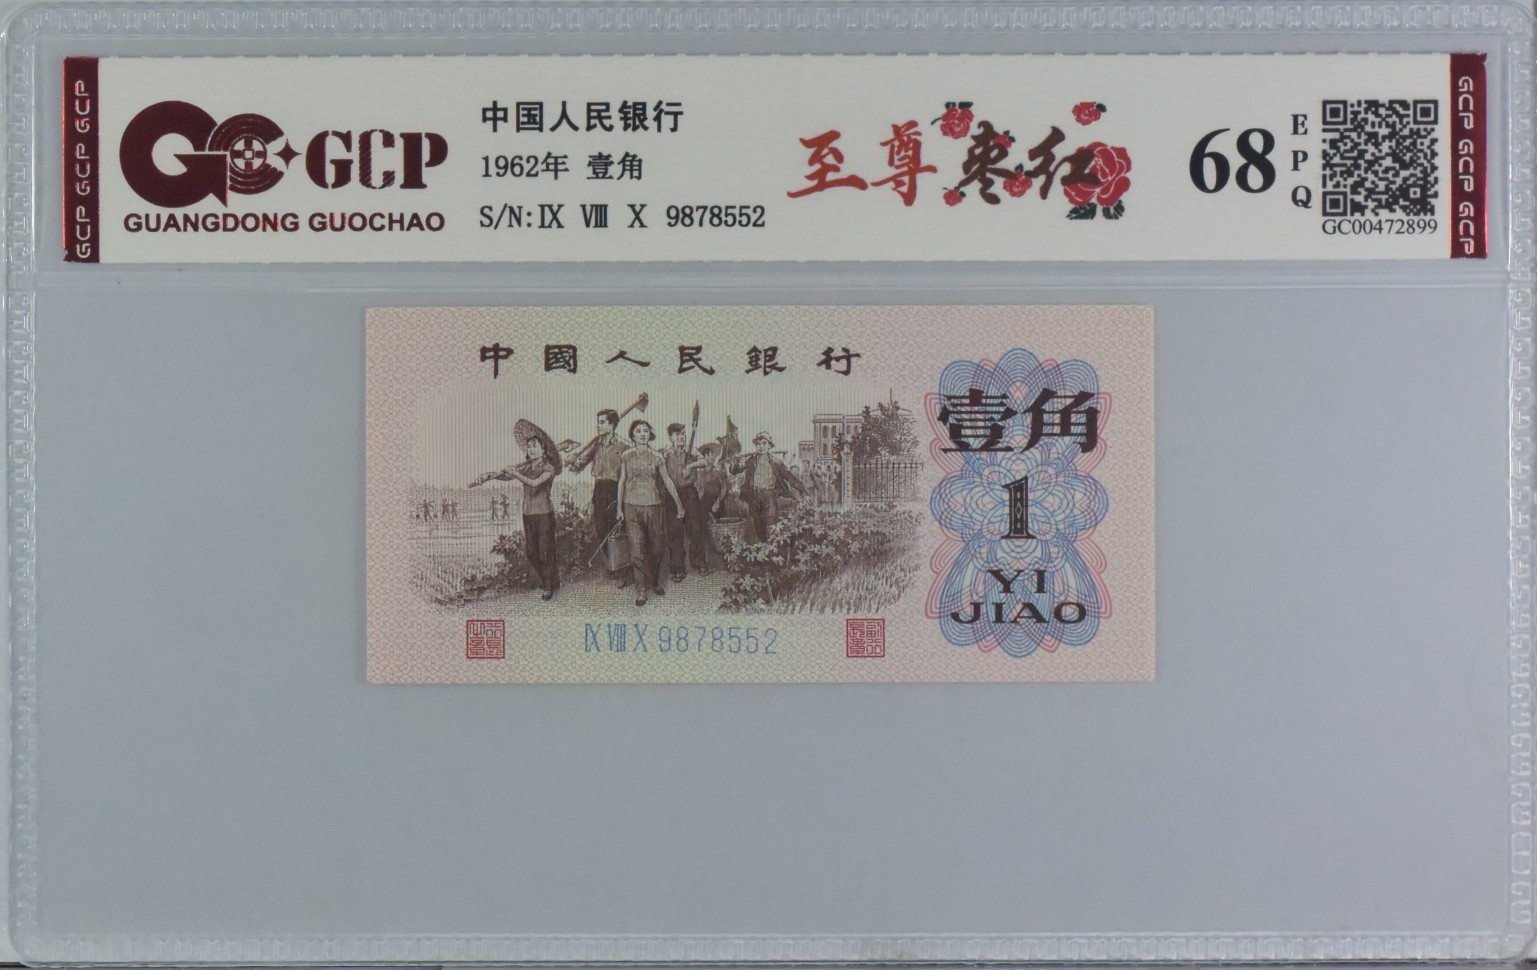 GCP GCP GCP
GCP
GUANGDONG GUOCHAO
中国人民银行
1962年 壹角
S/N: Ⅸ Ⅷ Ⅹ 9878552
至尊枣红
68
EPQ
GC00472899
GCP GCP GCP
中國人民銀行
壹角
1
YI
JIAO
Ⅸ Ⅷ Ⅹ 9878552